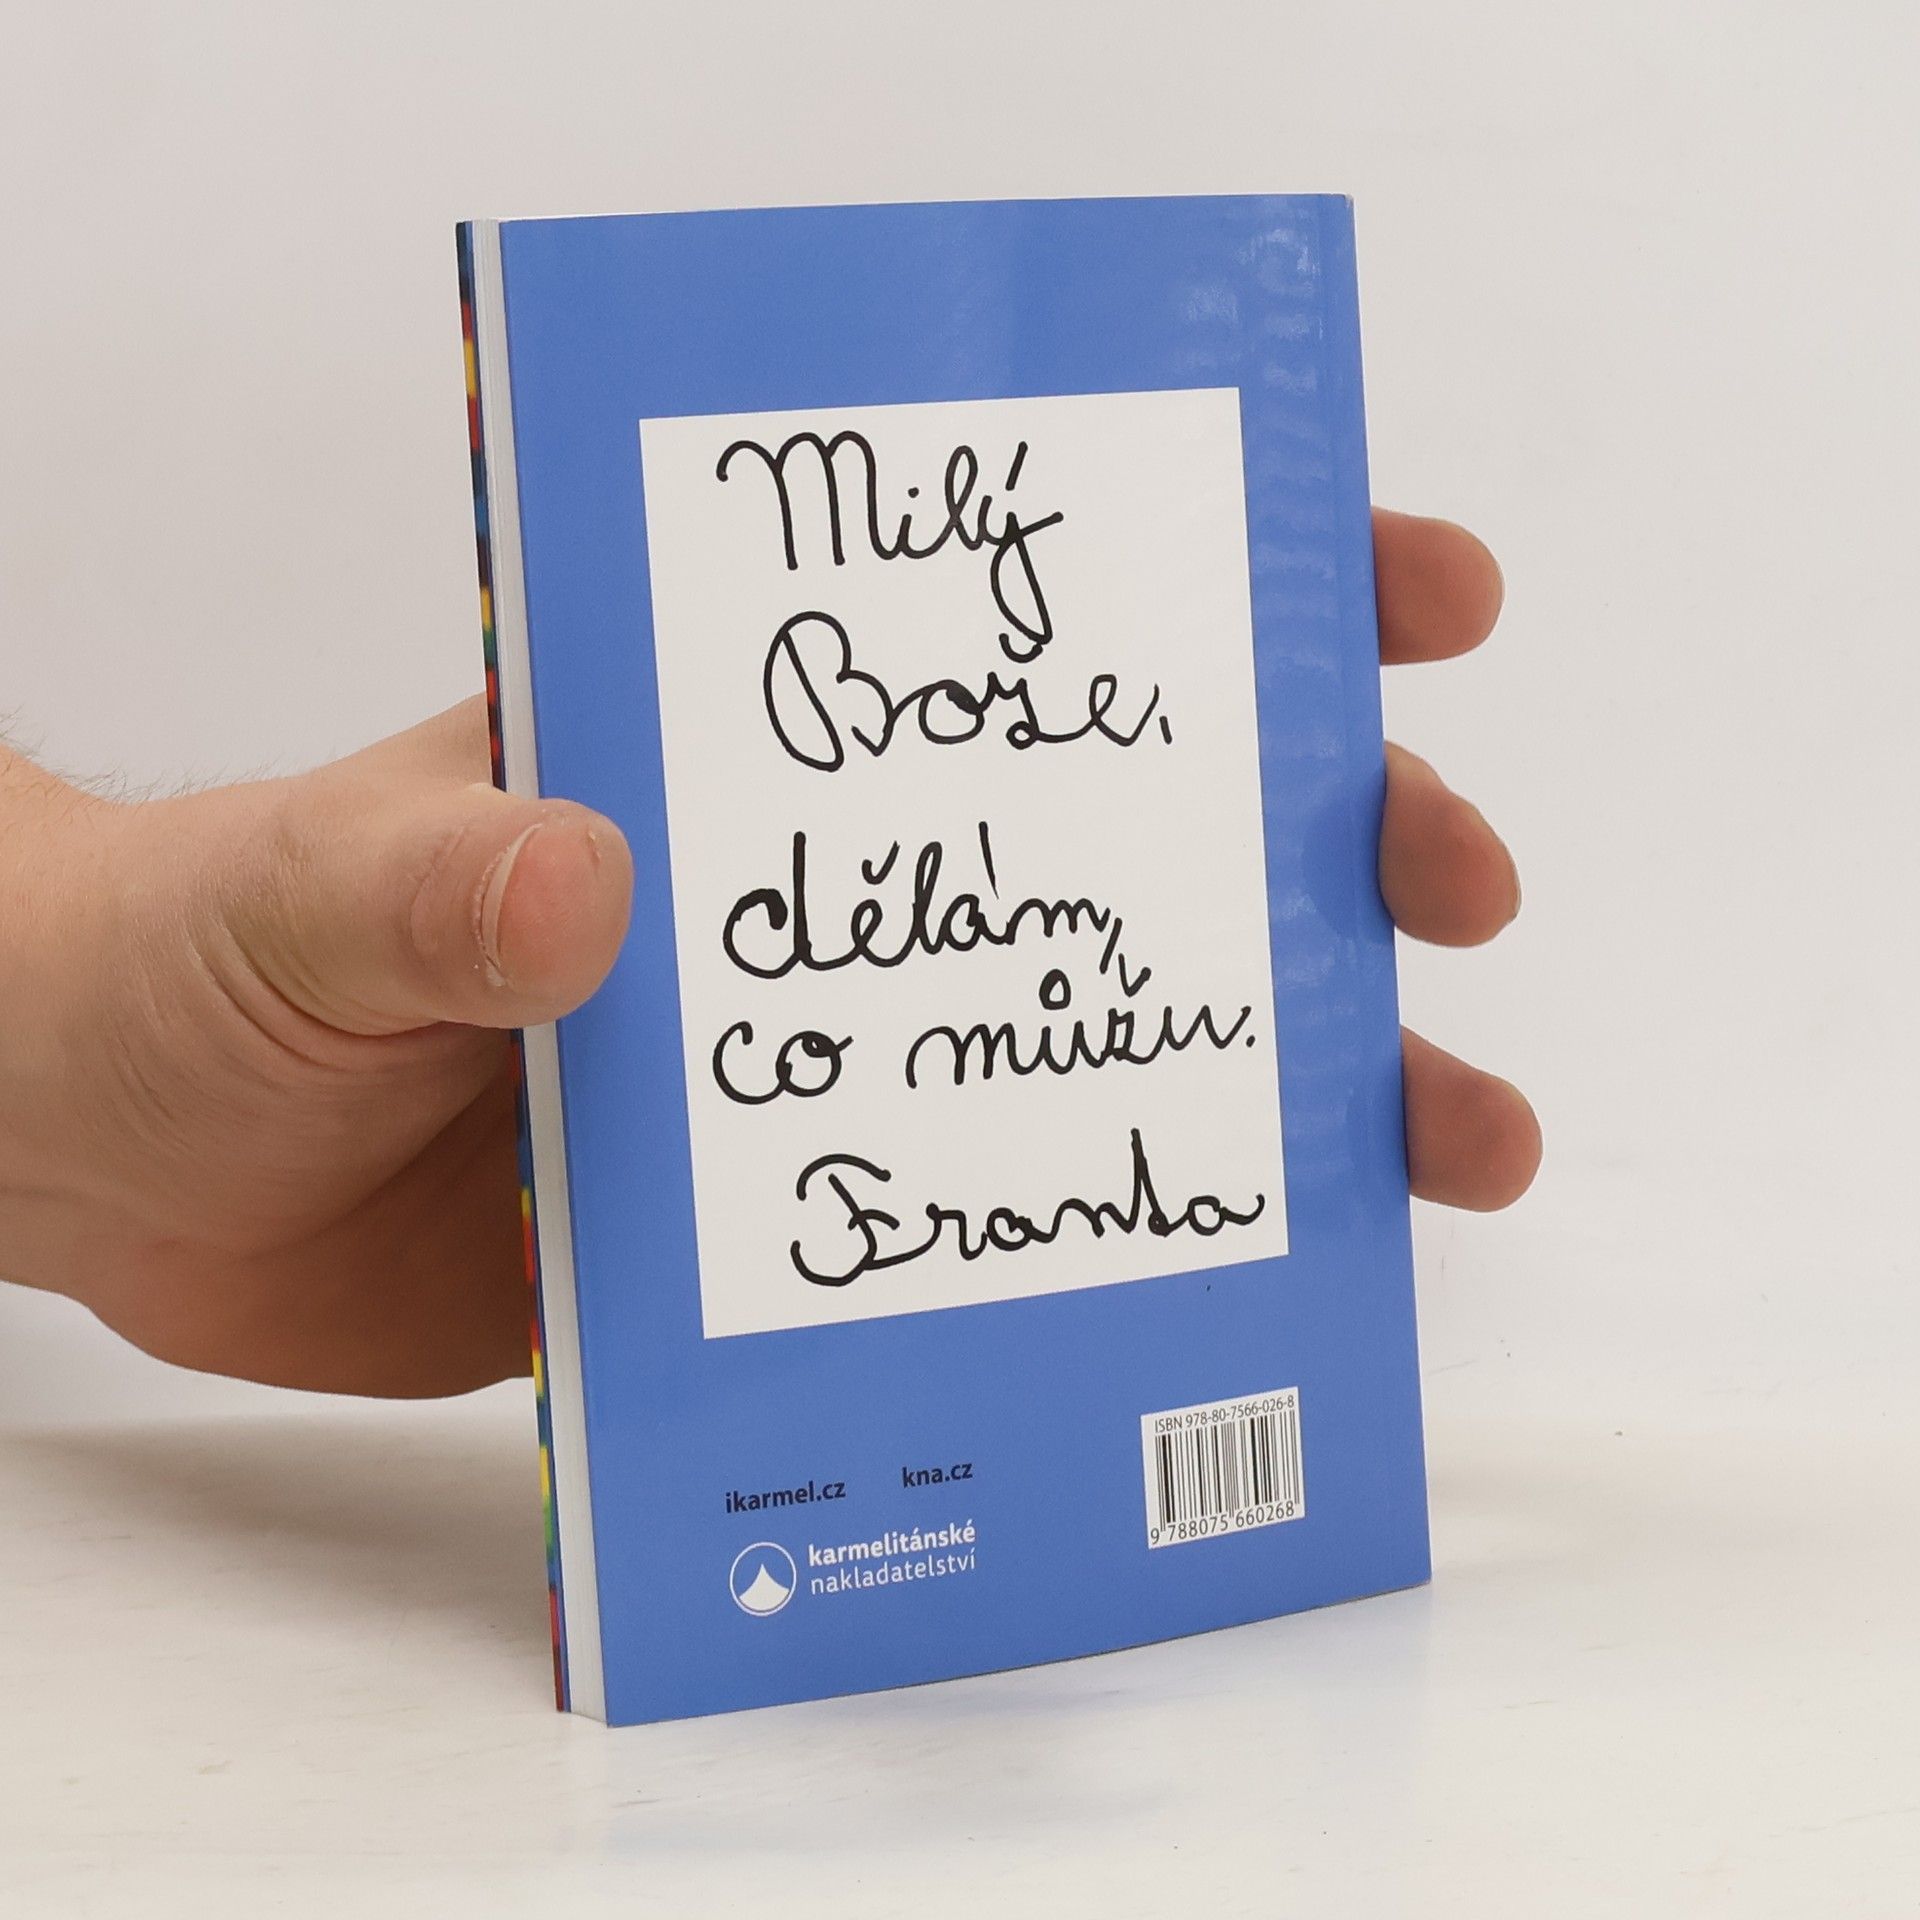 Milý
Bože,
dělám,
co můžu.
Franta
ISBN 978-80-7566-026-8
9 788075 660268
ikarmel.cz kna.cz
karmelitánské
nakladatelství